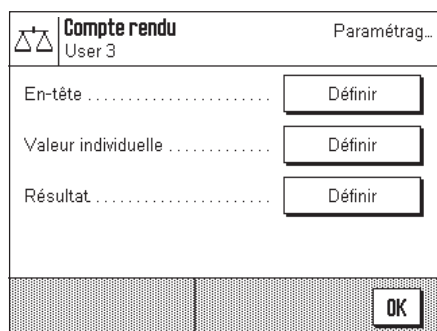 Compte rendu
User 3
Paramétrag...
En-tête ....................... Définir
Valeur individuelle ............. Définir
Résultat ...................... Définir
OK